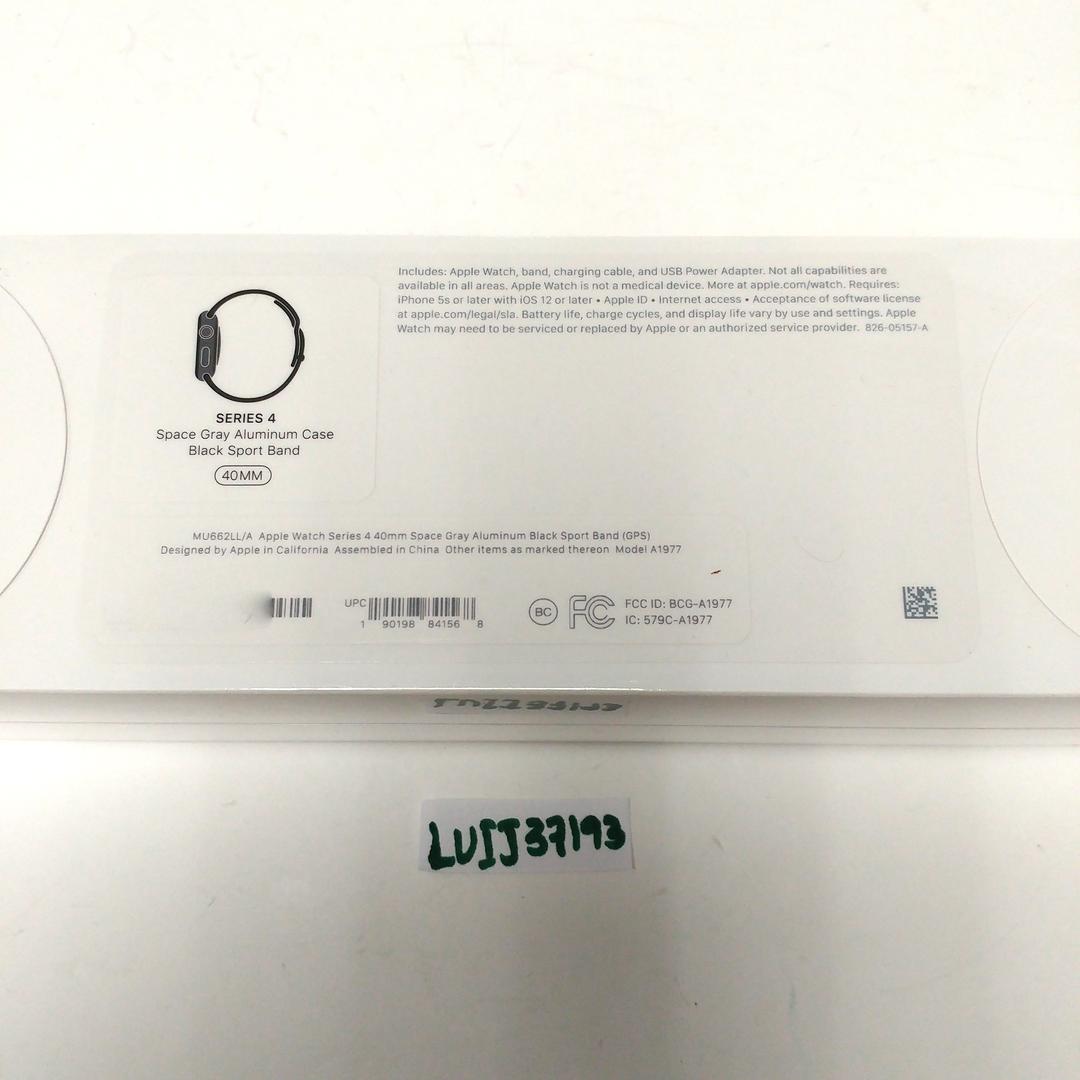 Includes: Apple Watch, band, charging cable, and USB Power Adapter. Not all capabilities are
available in all areas. Apple Watch is not a medical device. More at apple.com/watch. Requires:
iPhone 5s or later with iOS 12 or later • Apple ID • Internet access • Acceptance of software license
at apple.com/legal/sla. Battery life, charge cycles, and display life vary by use and settings. Apple
Watch may need to be serviced or replaced by Apple or an authorized service provider. 826-05157-A
SERIES 4
Space Gray Aluminum Case
Black Sport Band
40MM
MU662LL/A Apple Watch Series 4 40mm Space Gray Aluminum Black Sport Band (GPS)
Designed by Apple in California Assembled in China Other items as marked thereon Model A1977
UPC
1 90198 84156 8
BC
FC
FCC ID: BCG-A1977
IC: 579C-A1977
LUIJ37193